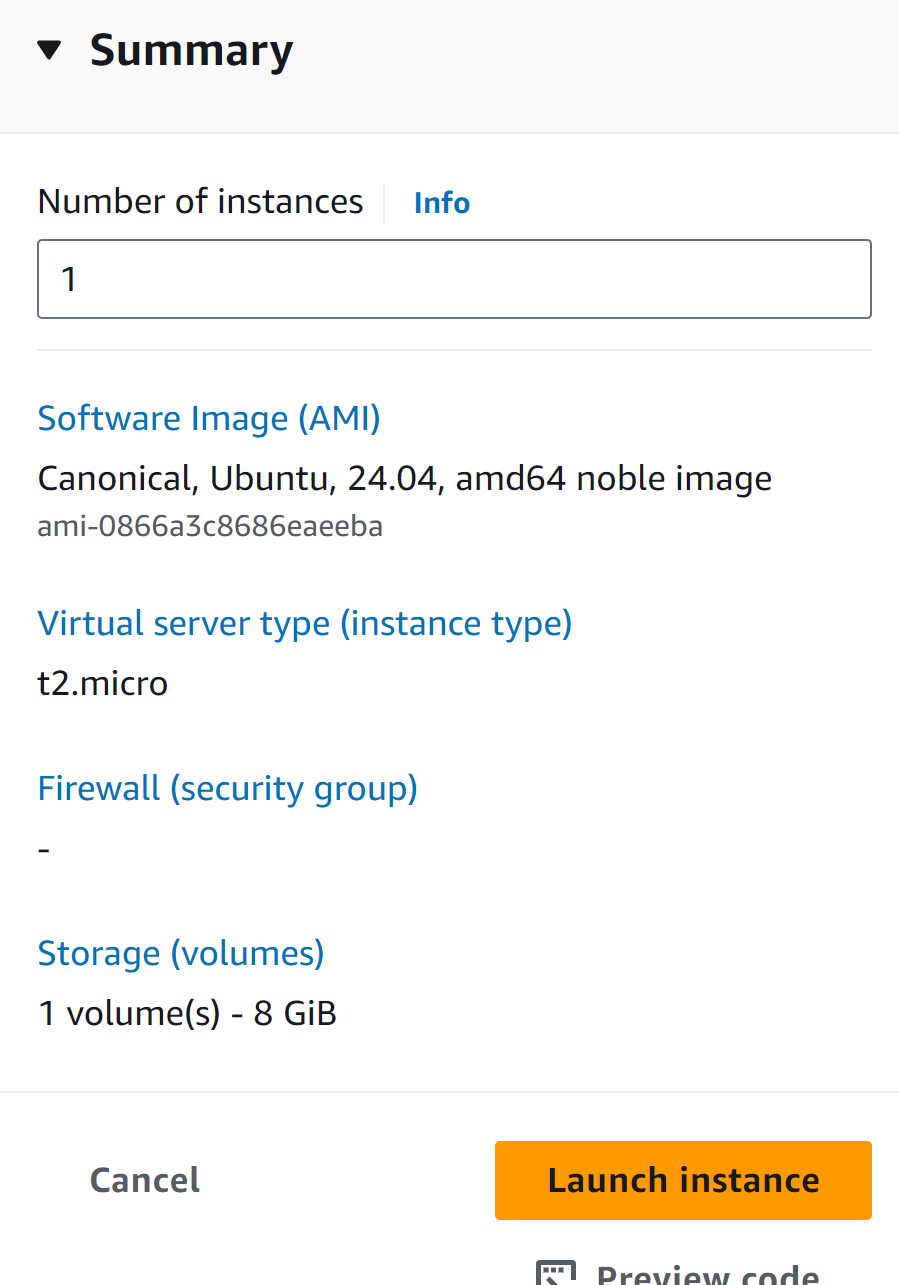 Summary
Number of instances Info
1
Software Image (AMI)
Canonical, Ubuntu, 24.04, amd64 noble image
ami-0866a3c8686eaeeba
Virtual server type (instance type)
t2.micro
Firewall (security group)
-
Storage (volumes)
1 volume(s) - 8 GiB
Cancel Launch instance
Preview code